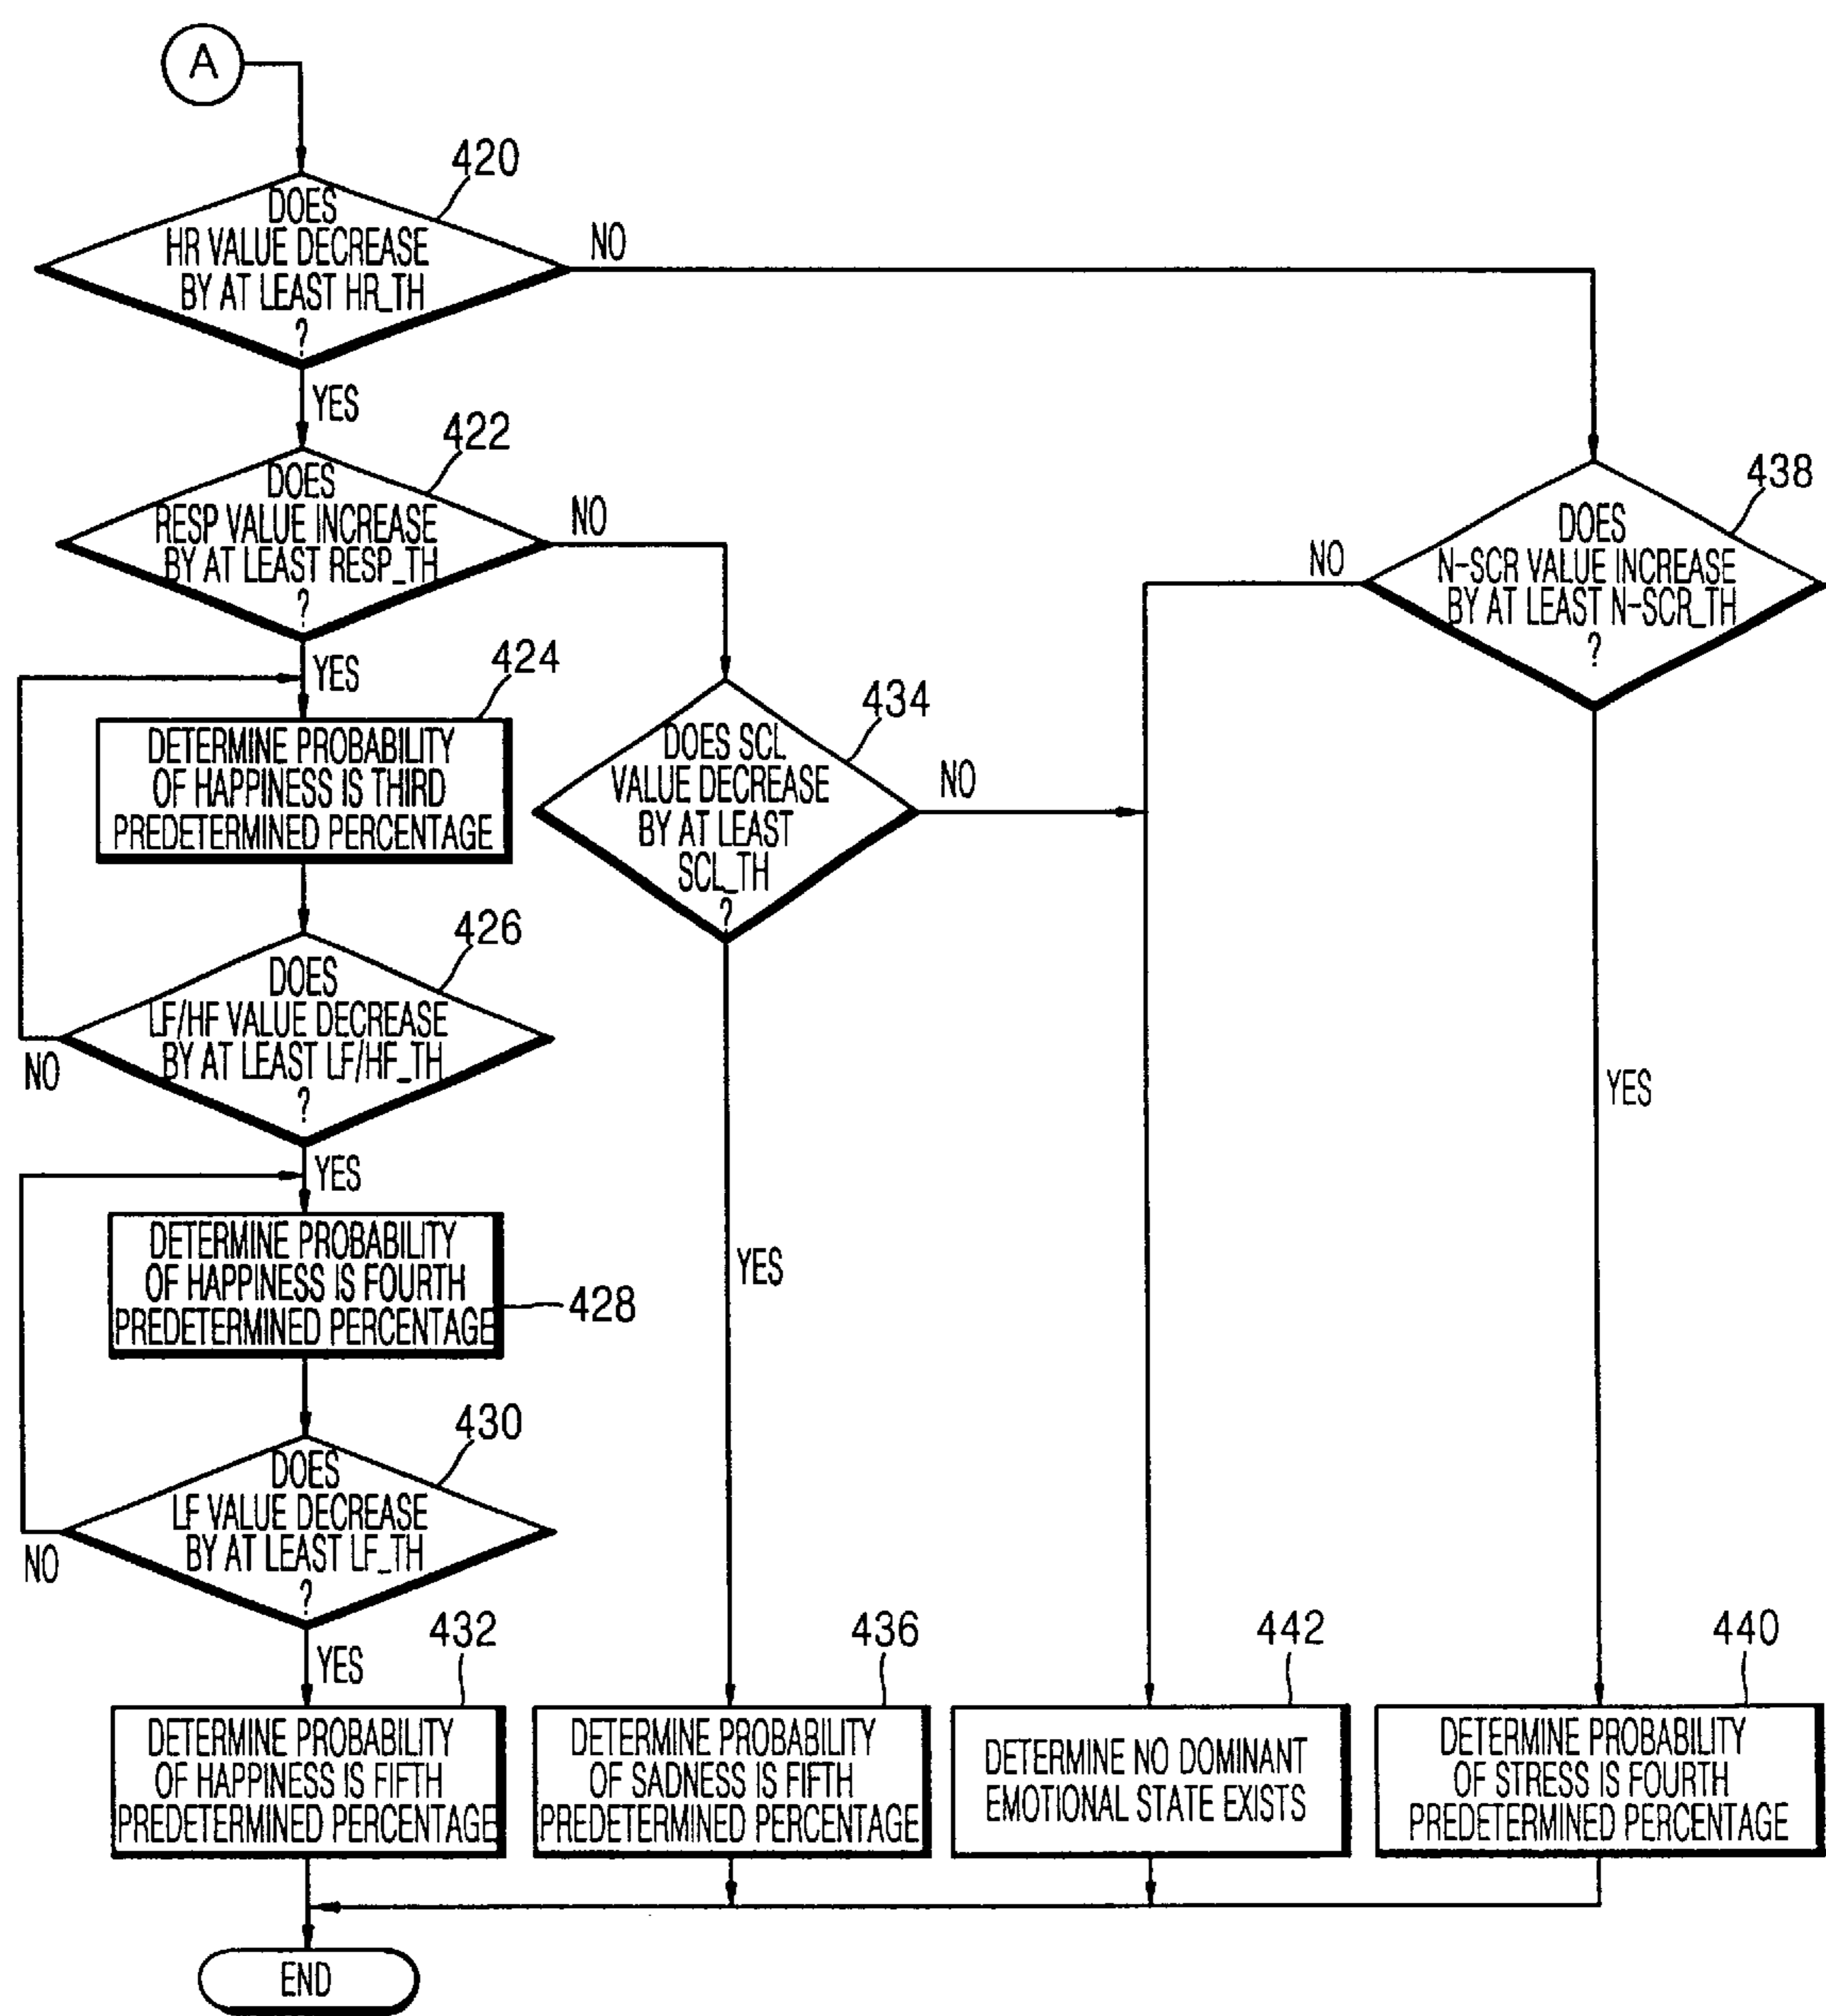 A
420
DOES
HR VALUE DECREASE
BY AT LEAST HR_TH
?
NO
YES
422
DOES
RESP VALUE INCREASE
BY AT LEAST RESP_TH
?
NO
YES
438
DOES
N-SCR VALUE INCREASE
BY AT LEAST N-SCR_TH
?
NO
YES
424
DETERMINE PROBABILITY
OF HAPPINESS IS THIRD
PREDETERMINED PERCENTAGE
434
DOES SCL
VALUE DECREASE
BY AT LEAST
SCL_TH
?
NO
YES
426
DOES
LF/HF VALUE DECREASE
BY AT LEAST LF/HF_TH
?
NO
YES
DETERMINE PROBABILITY
OF HAPPINESS IS FOURTH
PREDETERMINED PERCENTAGE
428
430
DOES
LF VALUE DECREASE
BY AT LEAST LF_TH
?
NO
YES
432
DETERMINE PROBABILITY
OF HAPPINESS IS FIFTH
PREDETERMINED PERCENTAGE
436
DETERMINE PROBABILITY
OF SADNESS IS FIFTH
PREDETERMINED PERCENTAGE
442
DETERMINE NO DOMINANT
EMOTIONAL STATE EXISTS
440
DETERMINE PROBABILITY
OF STRESS IS FOURTH
PREDETERMINED PERCENTAGE
END